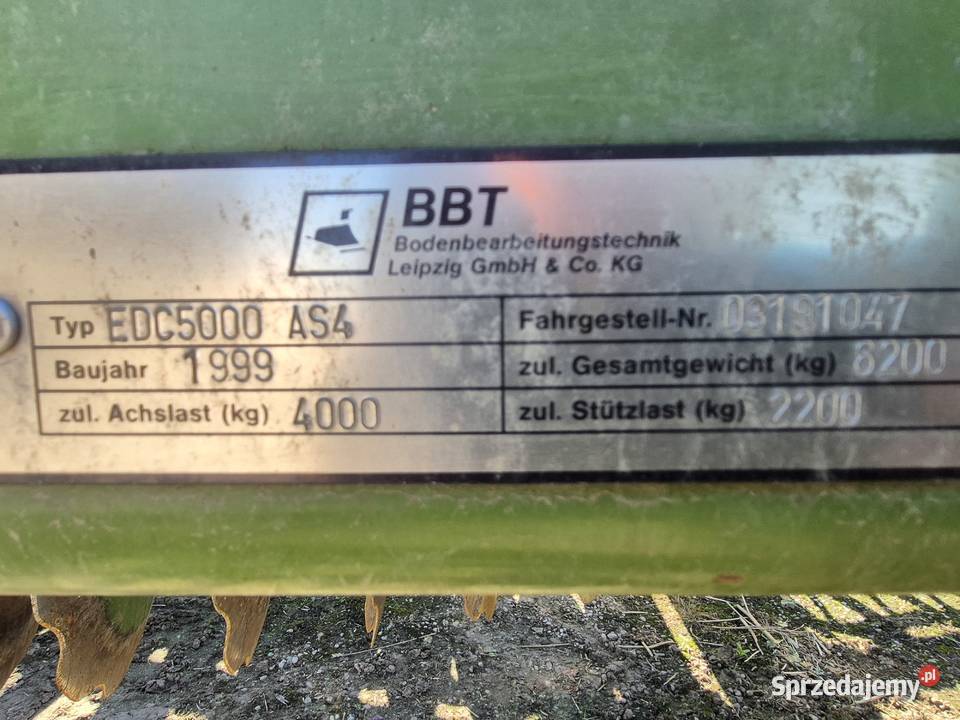 BBT
Bodenbearbeitungstechnik
Leipzig GmbH & Co. KG
Typ EDC5000 AS4 Fahrgestell-Nr. 03191047
Baujahr 1999 zul. Gesamtgewicht (kg) 6200
zul. Achslast (kg) 4000 zul. Stützlast (kg) 2200
Sprzedajemy.pl